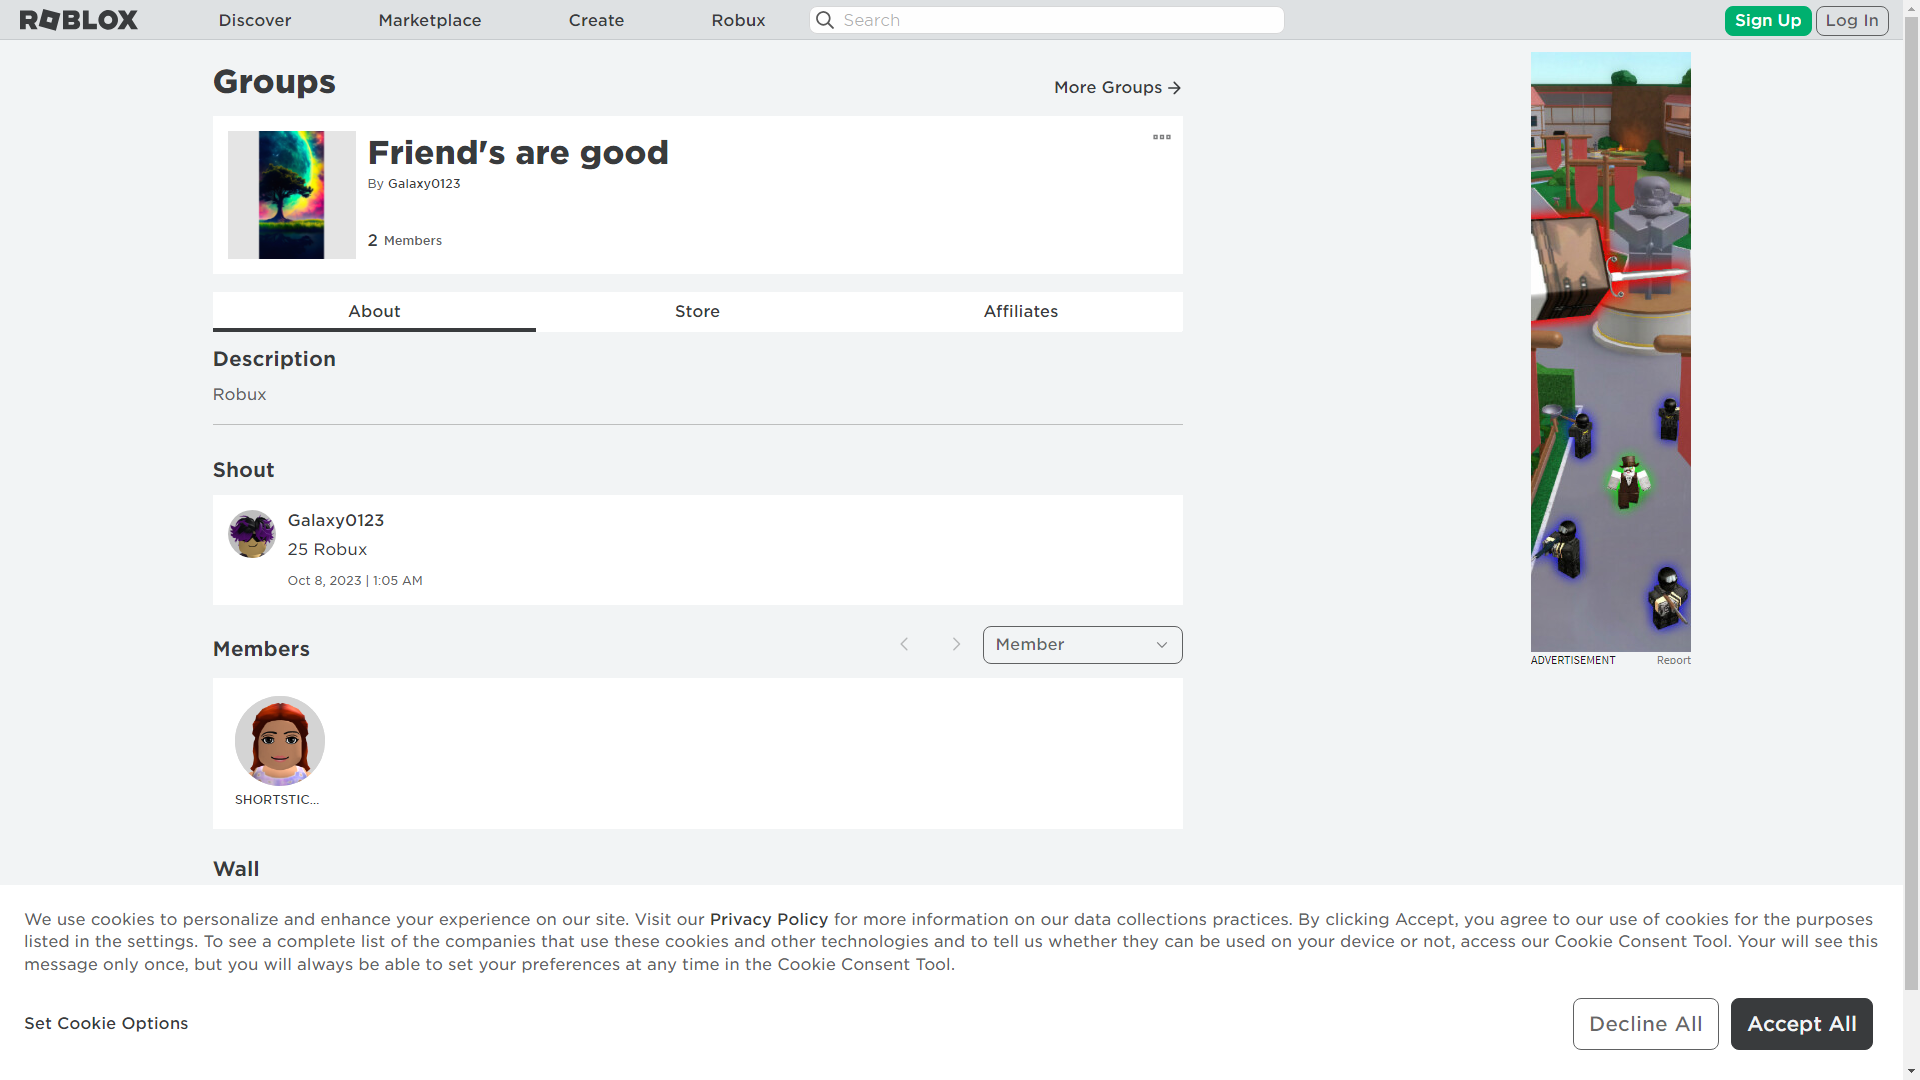 ROBLOX
Discover
Marketplace
Create
Robux
Search
Sign Up
Log In
Groups
More Groups
Friend's are good
By Galaxy0123
2 Members
About
Store
Affiliates
Description
Robux
Shout
Galaxy0123
25 Robux
Oct 8, 2023 | 1:05 AM
Members
Member
SHORTSTIC...
Wall
ADVERTISEMENT
Report
We use cookies to personalize and enhance your experience on our site. Visit our Privacy Policy for more information on our data collections practices. By clicking Accept, you agree to our use of cookies for the purposes
listed in the settings. To see a complete list of the companies that use these cookies and other technologies and to tell us whether they can be used on your device or not, access our Cookie Consent Tool. Your will see this
message only once, but you will always be able to set your preferences at any time in the Cookie Consent Tool.
Set Cookie Options
Decline All
Accept All